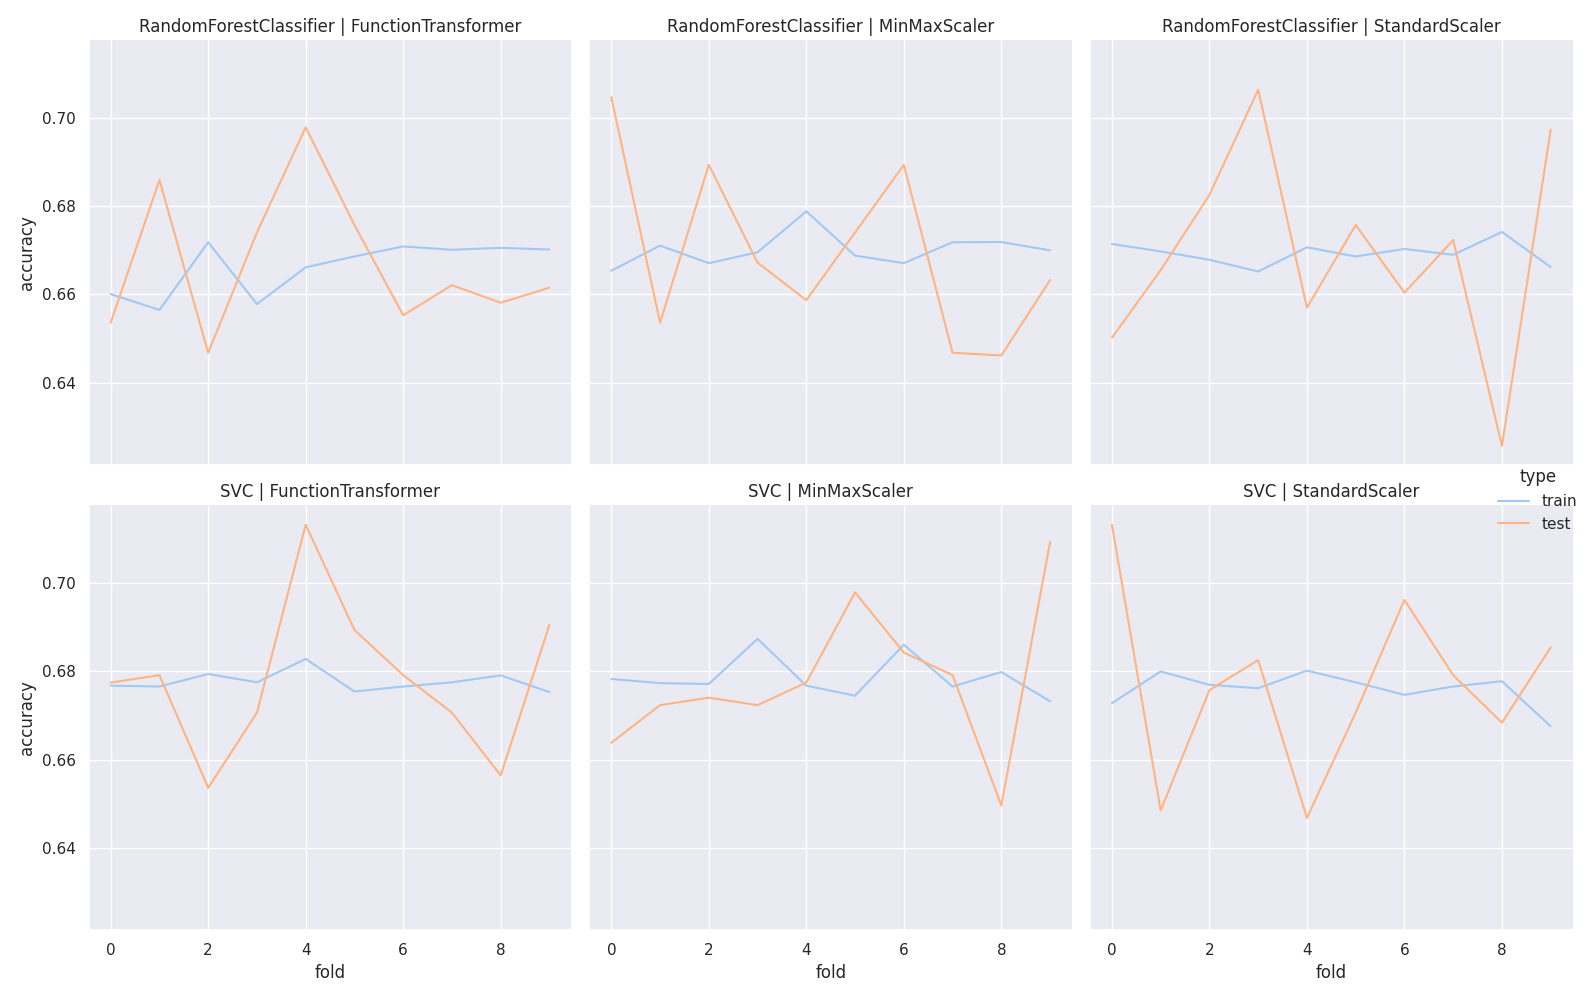 RandomForestClassifier | FunctionTransformer
RandomForestClassifier | MinMaxScaler
RandomForestClassifier | StandardScaler
accuracy
0.70
0.68
0.66
0.64
SVC | FunctionTransformer
SVC | MinMaxScaler
SVC | StandardScaler
type
train
test
accuracy
0.70
0.68
0.66
0.64
0 2 4 6 8
fold
0 2 4 6 8
fold
0 2 4 6 8
fold